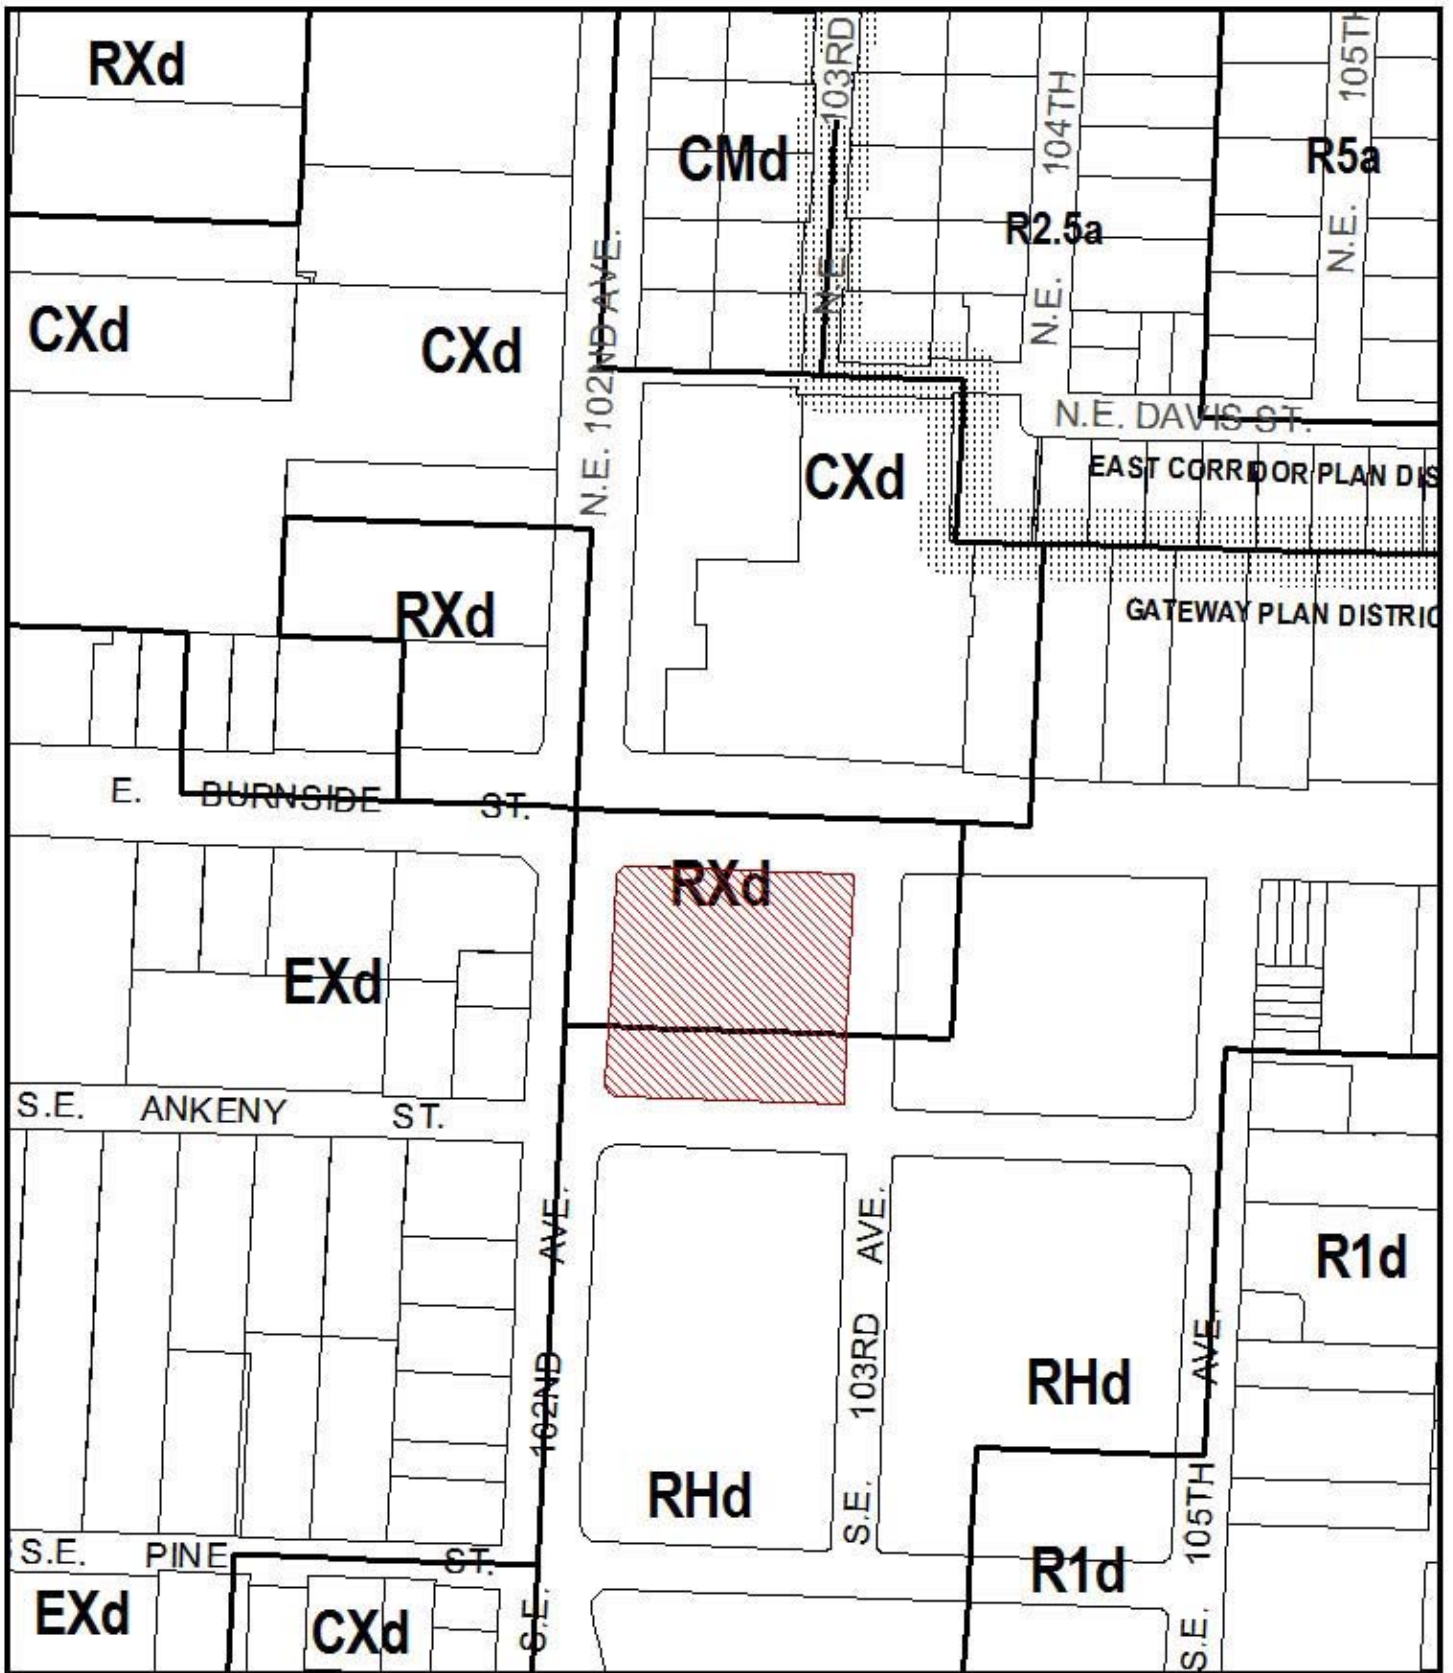 RXd
103RD
N.E.
CMd
104TH
N.E.
R5a
105TH
N.E.
R2.5a
CXd
CXd
N.E. 102ND AVE.
N.E. DAVIS ST.
CXd
EAST CORRIDOR PLAN DIS
GATEWAY PLAN DISTRIC
RXd
E. BURNSIDE ST.
RXd
EXd
S.E. ANKENY ST.
S.E. 102ND AVE.
S.E. 103RD AVE.
R1d
S.E. 105TH AVE.
RHd
RHd
S.E. PINE ST.
R1d
EXd
CXd